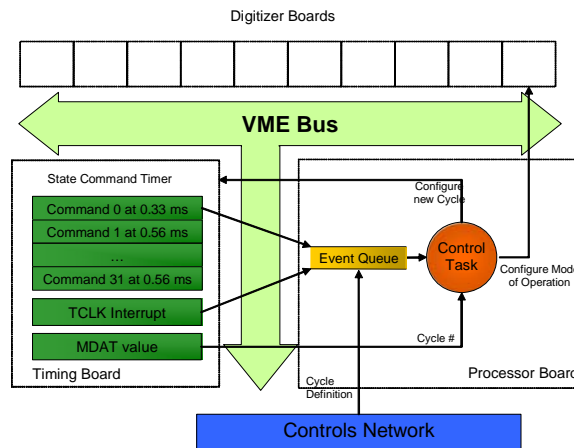 Digitizer Boards
VME Bus
State Command Timer
Command 0 at 0.33 ms
Command 1 at 0.56 ms
...
Command 31 at 0.56 ms
TCLK Interrupt
MDAT value
Timing Board
Configure
new Cycle
Event Queue
Control
Task
Configure Mode
of Operation
Cycle #
Cycle
Definition
Processor Board
Controls Network